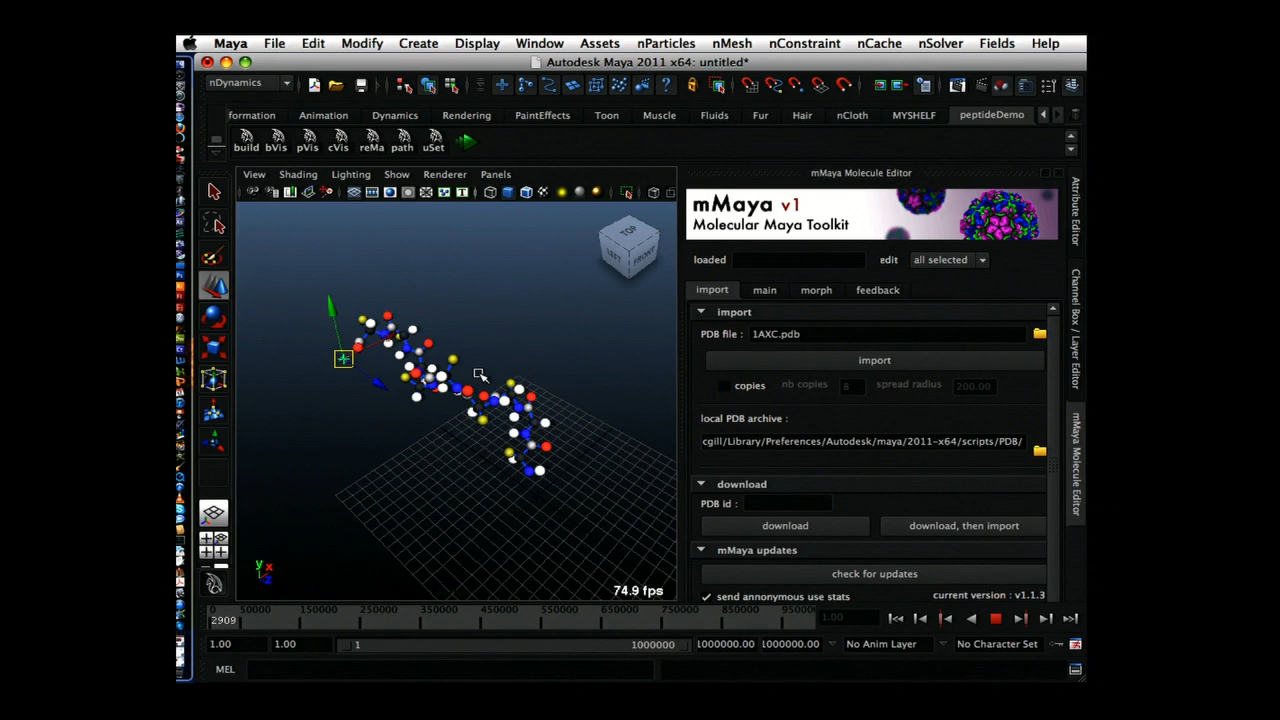 Maya File Edit Modify Create Display Window Assets nParticles nMesh nConstraint nCache nSolver Fields Help
Autodesk Maya 2011 x64: untitled*
nDynamics
formation Animation Dynamics Rendering PaintEffects Toon Muscle Fluids Fur Hair nCloth MYSHELF peptideDemo
build bVis pVis cVis reMa path uSet
View Shading Lighting Show Renderer Panels
TOP
LEFT
FRONT
y x
z
74.9 fps
mMaya Molecule Editor
mMaya v1
Molecular Maya Toolkit
loaded edit all selected
import main morph feedback
import
PDB file : 1AXC.pdb
import
copies nb copies 8 spread radius 200.00
local PDB archive :
cgill/Library/Preferences/Autodesk/maya/2011-x64/scripts/PDB/
download
PDB id :
download download, then import
mMaya updates
check for updates
send annonymous use stats current version : v1.1.3
Attribute Editor
Channel Box / Layer Editor
mMaya Molecule Editor
0 50000 150000 250000 350000 450000 550000 650000 750000 850000 95000
2909
1.00
1.00 1.00 1 1000000 1000000.00 1000000.00 No Anim Layer No Character Set
MEL